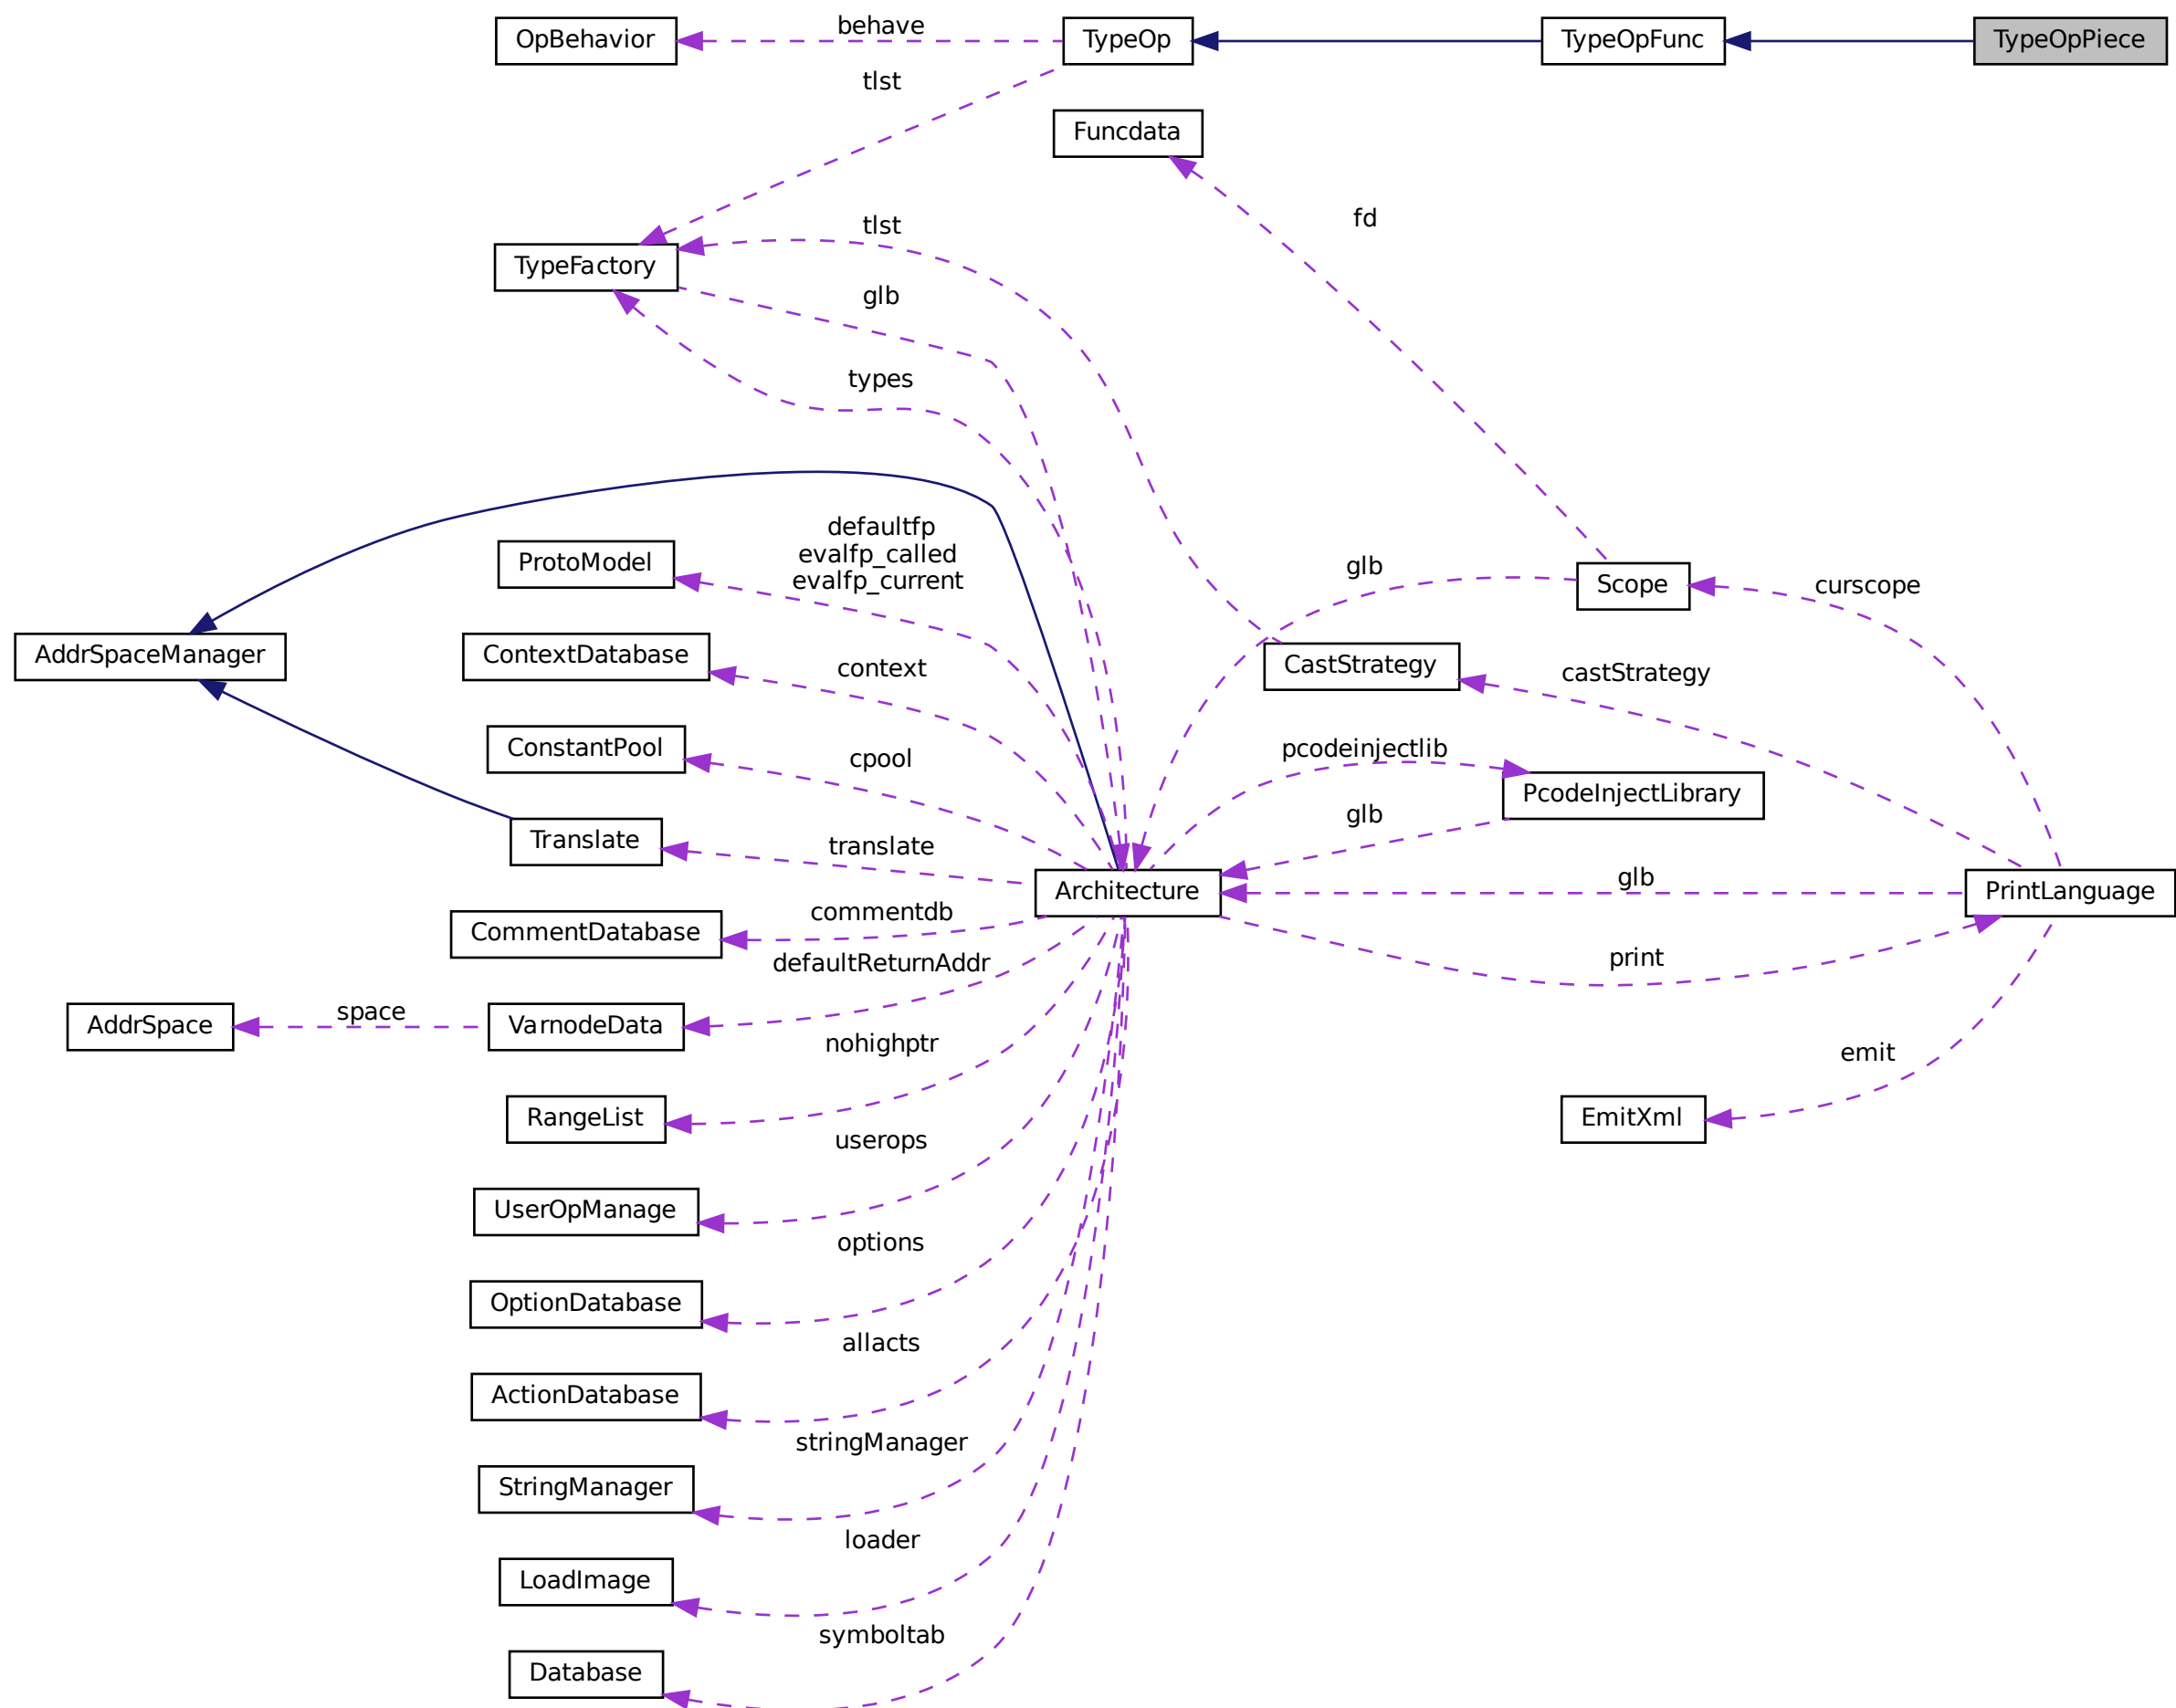 OpBehavior
behave
TypeOp
TypeOpFunc
TypeOpPiece
tlst
Funcdata
fd
tlst
TypeFactory
glb
types
defaultfp
evalfp_called
evalfp_current
ProtoModel
glb
Scope
curscope
AddrSpaceManager
ContextDatabase
context
CastStrategy
castStrategy
ConstantPool
cpool
pcodeinjectlib
PcodeInjectLibrary
glb
Translate
translate
Architecture
glb
PrintLanguage
CommentDatabase
commentdb
print
defaultReturnAddr
AddrSpace
space
VarnodeData
nohighptr
emit
RangeList
EmitXml
userops
UserOpManage
options
OptionDatabase
allacts
ActionDatabase
stringManager
StringManager
loader
LoadImage
symboltab
Database